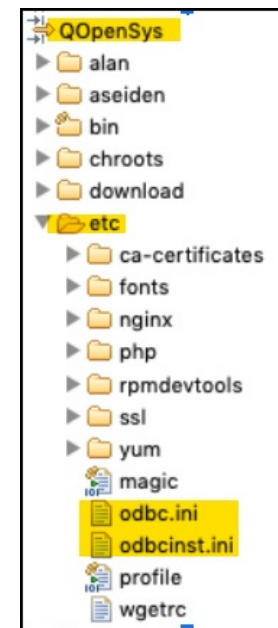 QOpenSys
alan
aseiden
bin
chroots
download
etc
ca-certificates
fonts
nginx
php
rpmdevtools
ssl
yum
magic
odbc.ini
odbcinst.ini
profile
wgetrc